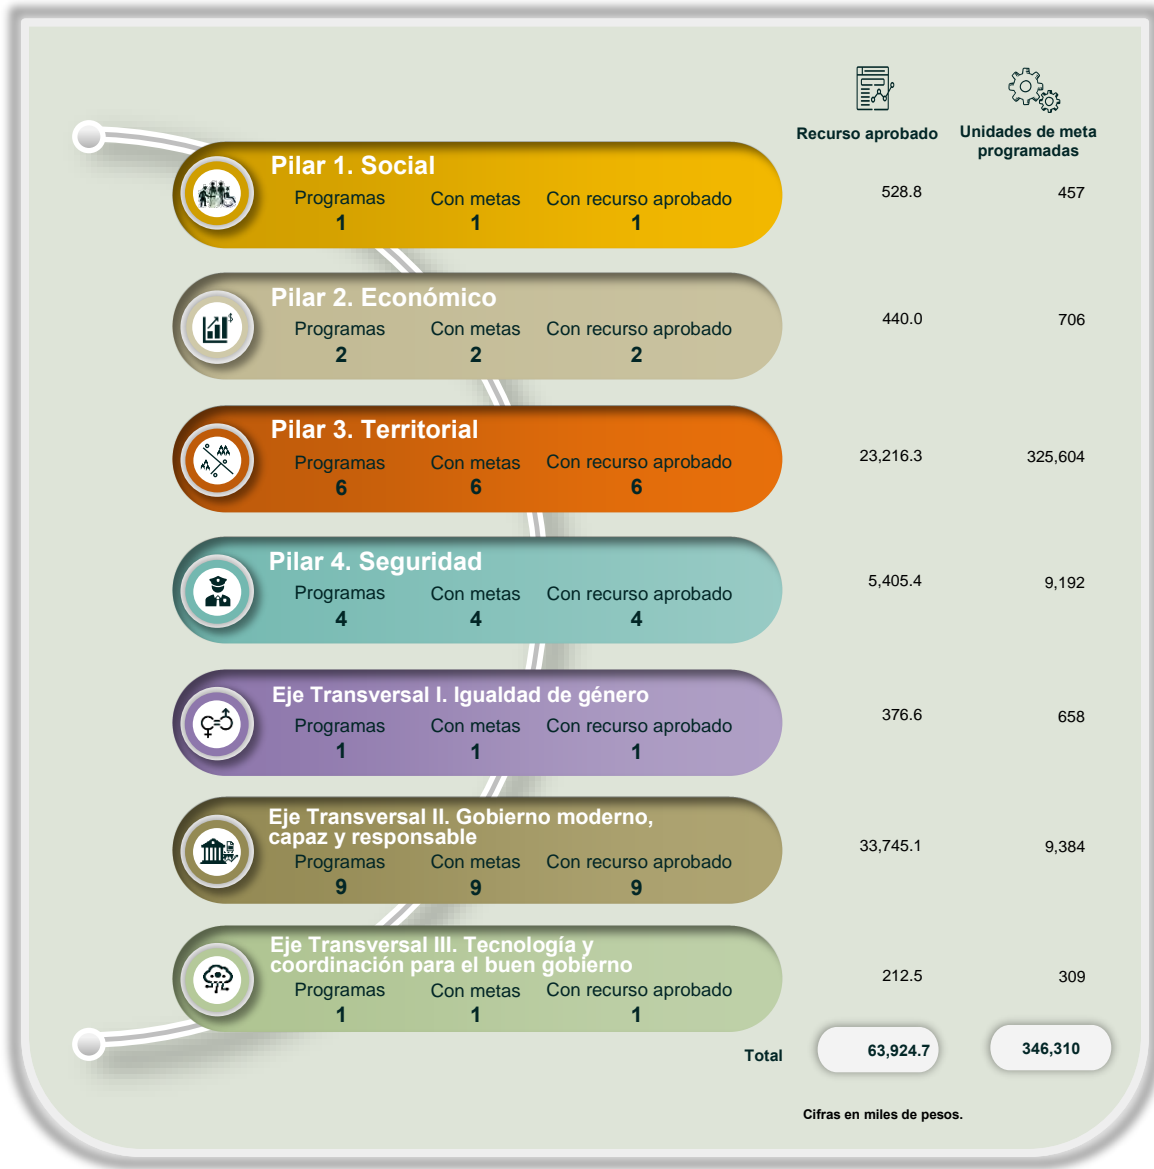 Recurso aprobado
Unidades de meta
programadas
Pilar 1. Social
Programas Con metas Con recurso aprobado
1 1 1
528.8 457
Pilar 2. Económico
Programas Con metas Con recurso aprobado
2 2 2
440.0 706
Pilar 3. Territorial
Programas Con metas Con recurso aprobado
6 6 6
23,216.3 325,604
Pilar 4. Seguridad
Programas Con metas Con recurso aprobado
4 4 4
5,405.4 9,192
Eje Transversal I. Igualdad de género
Programas Con metas Con recurso aprobado
1 1 1
376.6 658
Eje Transversal II. Gobierno moderno,
capaz y responsable
Programas Con metas Con recurso aprobado
9 9 9
33,745.1 9,384
Eje Transversal III. Tecnología y
coordinación para el buen gobierno
Programas Con metas Con recurso aprobado
1 1 1
212.5 309
Total 63,924.7 346,310
Cifras en miles de pesos.